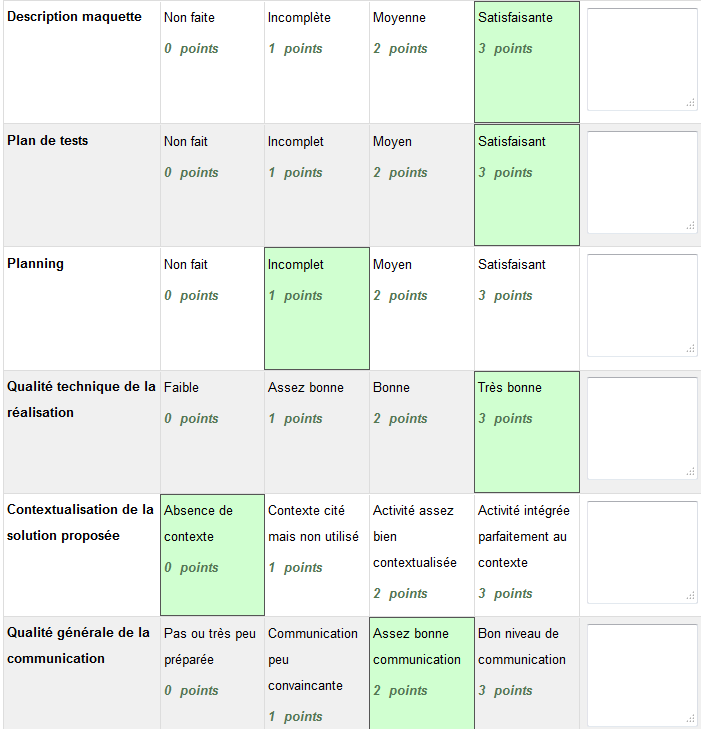 Description maquette
Non faite
0 points
Incomplète
1 points
Moyenne
2 points
Satisfaisante
3 points
Plan de tests
Non fait
0 points
Incomplet
1 points
Moyen
2 points
Satisfaisant
3 points
Planning
Non fait
0 points
Incomplet
1 points
Moyen
2 points
Satisfaisant
3 points
Qualité technique de la
réalisation
Faible
0 points
Assez bonne
1 points
Bonne
2 points
Très bonne
3 points
Contextualisation de la
solution proposée
Absence de
contexte
0 points
Contexte cité
mais non utilisé
1 points
Activité assez
bien
contextualisée
2 points
Activité intégrée
parfaitement au
contexte
3 points
Qualité générale de la
communication
Pas ou très peu
préparée
0 points
Communication
peu
convaincante
1 points
Assez bonne
communication
2 points
Bon niveau de
communication
3 points